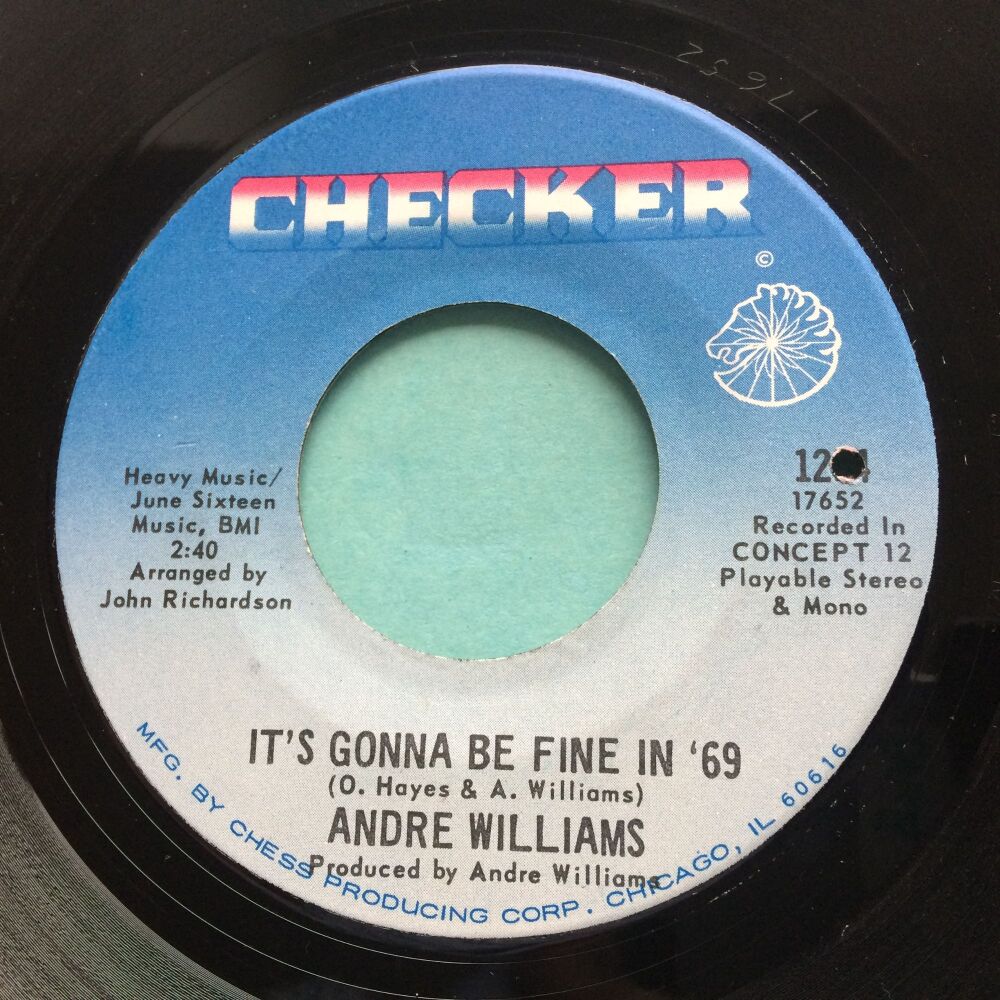 17652
CHECKER
©
Heavy Music/
June Sixteen
Music, BMI
2:40
Arranged by
John Richardson
17652
Recorded In
CONCEPT 12
Playable Stereo
& Mono
IT'S GONNA BE FINE IN '69
(O. Hayes & A. Williams)
ANDRE WILLIAMS
Produced by Andre Williams
MFG. BY CHESS PRODUCING CORP. CHICAGO, IL 60616